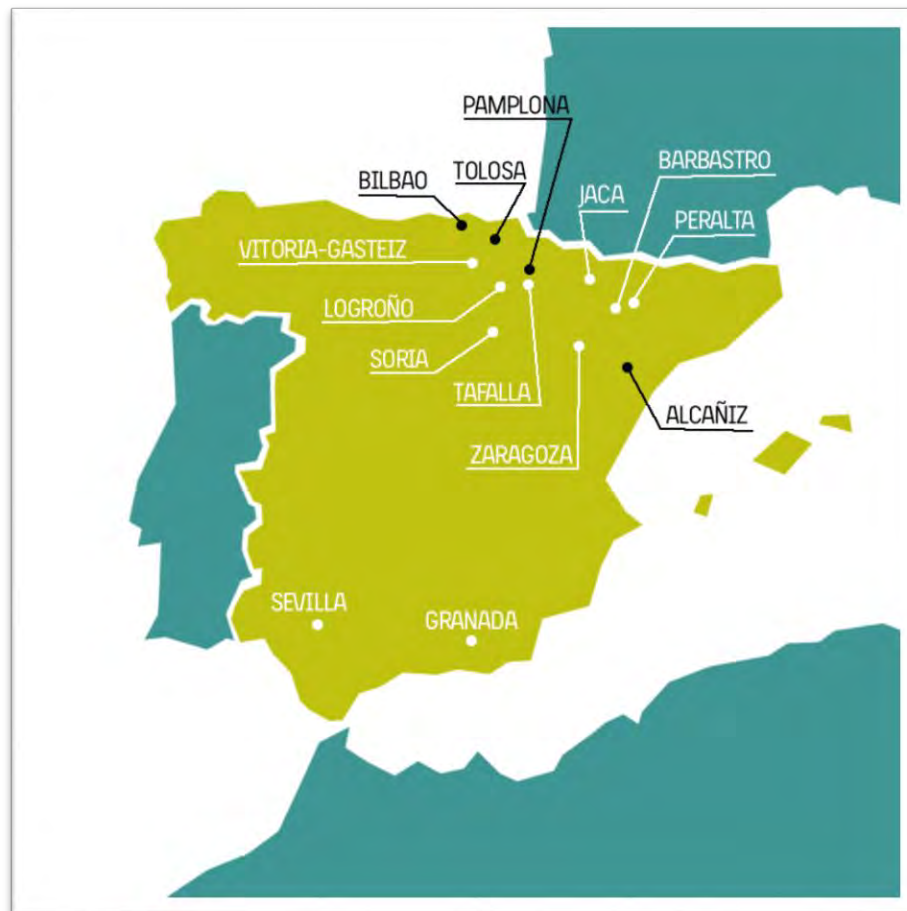 PAMPLONA
BARBASTRO
TOLOSA
BILBAO
JACA
PERALTA
VITORIA-GASTEIZ
LOGROÑO
SORIA
TAFALLA
ALCAÑIZ
ZARAGOZA
SEVILLA
GRANADA